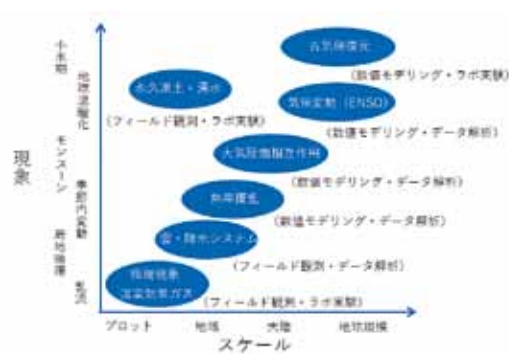 古気候復元
(数値モデリング・ラボ実験)
永久凍土・湧水
(フィールド観測・ラボ実験)
気候変動 (ENSO)
(数値モデリング・データ解析)
大気陸面相互作用
(数値モデリング・データ解析)
熱帯擾乱
(数値モデリング・データ解析)
雲・降水システム
(フィールド観測・データ解析)
極端現象
温室効果ガス
(フィールド観測・ラボ実験)
現象
小氷期
地球温暖化
モンスーン
季節内変動
局地循環
乱流
プロット 地域 大陸 地球規模
スケール